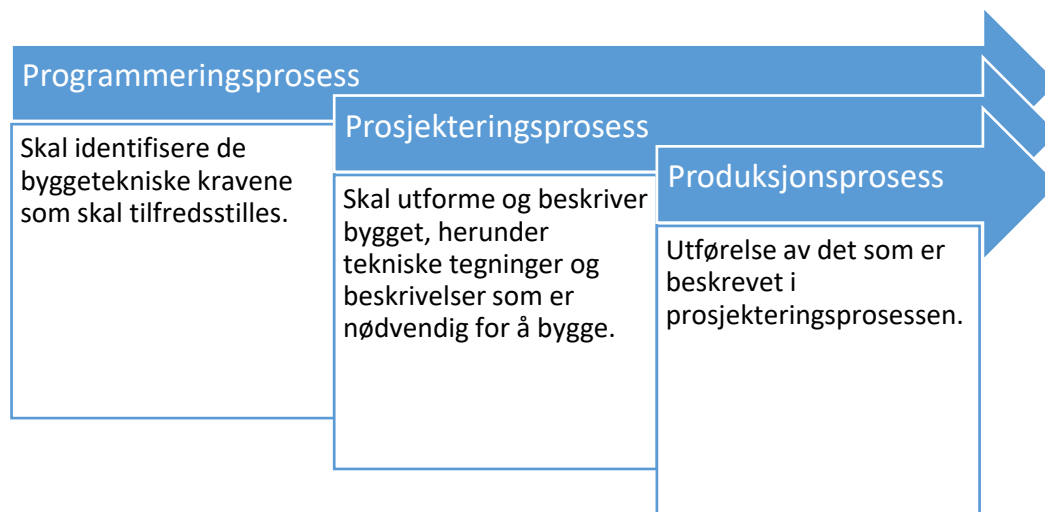 Programmeringsprosess
Skal identifisere de
byggetekniske kravene
som skal tilfredsstilles.
Prosjekteringsprosess
Skal utforme og beskriver
bygget, herunder
tekniske tegninger og
beskrivelser som er
nødvendig for å bygge.
Produksjonsprosess
Utførelse av det som er
beskrevet i
prosjekteringsprosessen.